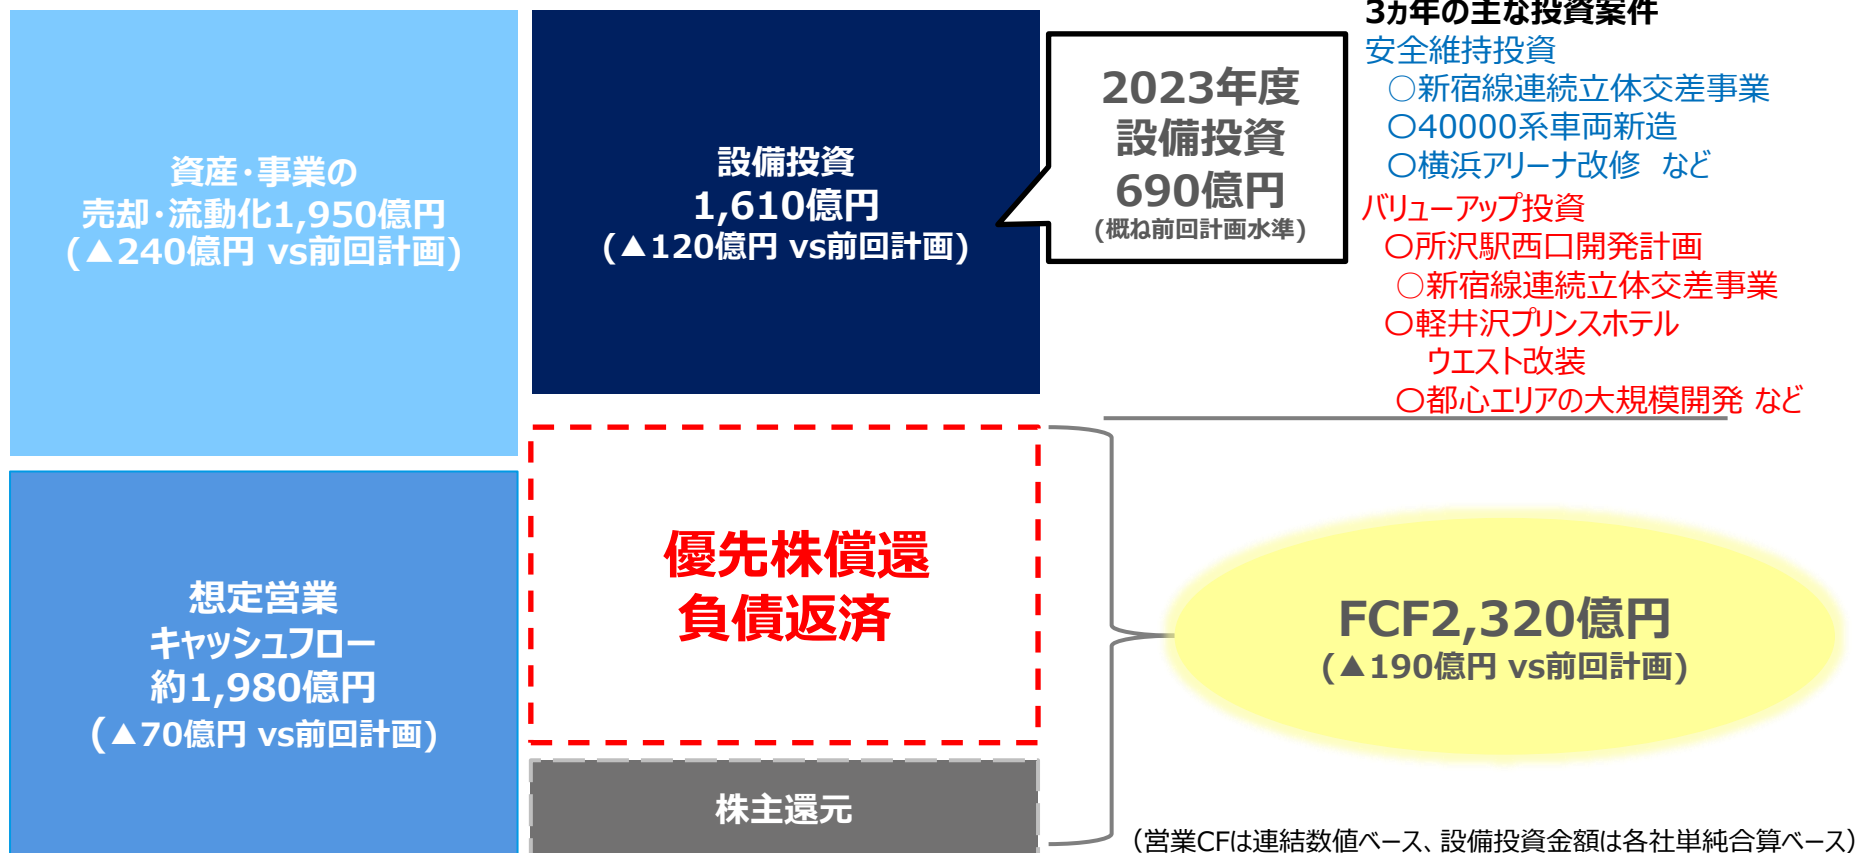 資産・事業の
売却・流動化1,950億円
(▲240億円 vs前回計画)
想定営業
キャッシュフロー
約1,980億円
(▲70億円 vs前回計画)
設備投資
1,610億円
(▲120億円 vs前回計画)
優先株償還
負債返済
株主還元
2023年度
設備投資
690億円
(概ね前回計画水準)
3ヵ年の主な投資案件
安全維持投資
○新宿線連続立体交差事業
〇40000系車両新造
〇横浜アリーナ改修 など
バリューアップ投資
〇所沢駅西口開発計画
○新宿線連続立体交差事業
〇軽井沢プリンスホテル
ウエスト改装
〇都心エリアの大規模開発 など
FCF2,320億円
(▲190億円 vs前回計画)
（営業CFは連結数値ベース、設備投資金額は各社単純合算ベース）